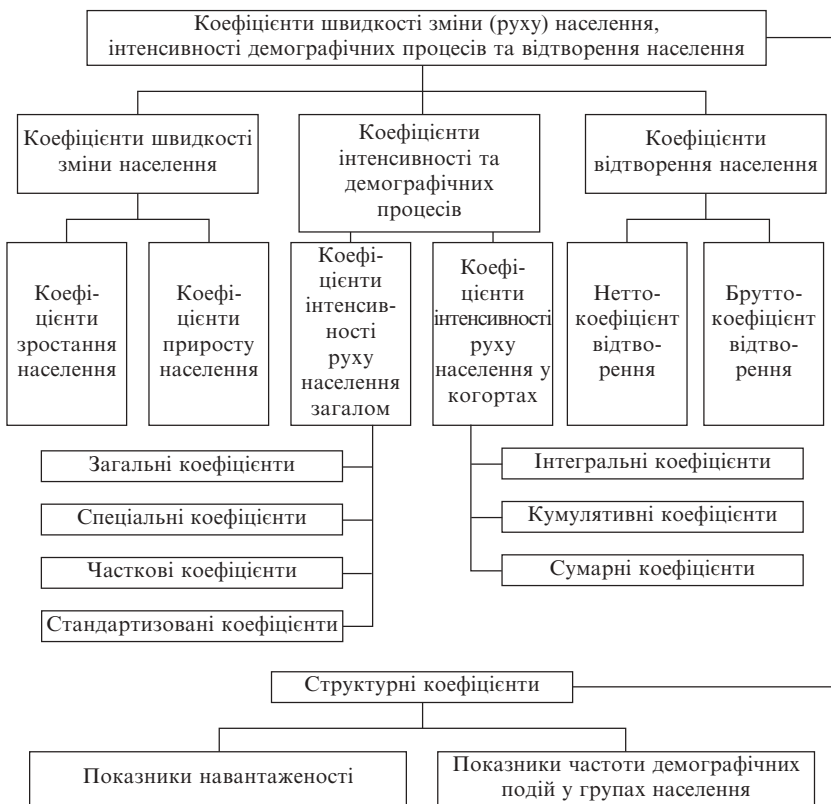 Коефіцієнти швидкості зміни (руху) населення,
інтенсивності демографічних процесів та відтворення населення
Коефіцієнти швидкості
зміни населення
Коефіцієнти
інтенсивності та
демографічних
процесів
Коефіцієнти
відтворення населення
Коефі-
цієнти
зростання
населення
Коефі-
цієнти
приросту
населення
Коефі-
цієнти
інтенсив-
ності
руху
населення
загалом
Коефі-
цієнти
інтенсивності
руху
населення у
когортах
Нетто-
коефіцієнт
відтво-
рення
Брутто-
коефіцієнт
відтво-
рення
Загальні коефіцієнти
Спеціальні коефіцієнти
Часткові коефіцієнти
Стандартизовані коефіцієнти
Інтегральні коефіцієнти
Кумулятивні коефіцієнти
Сумарні коефіцієнти
Структурні коефіцієнти
Показники навантаженості
Показники частоти демографічних
подій у групах населення